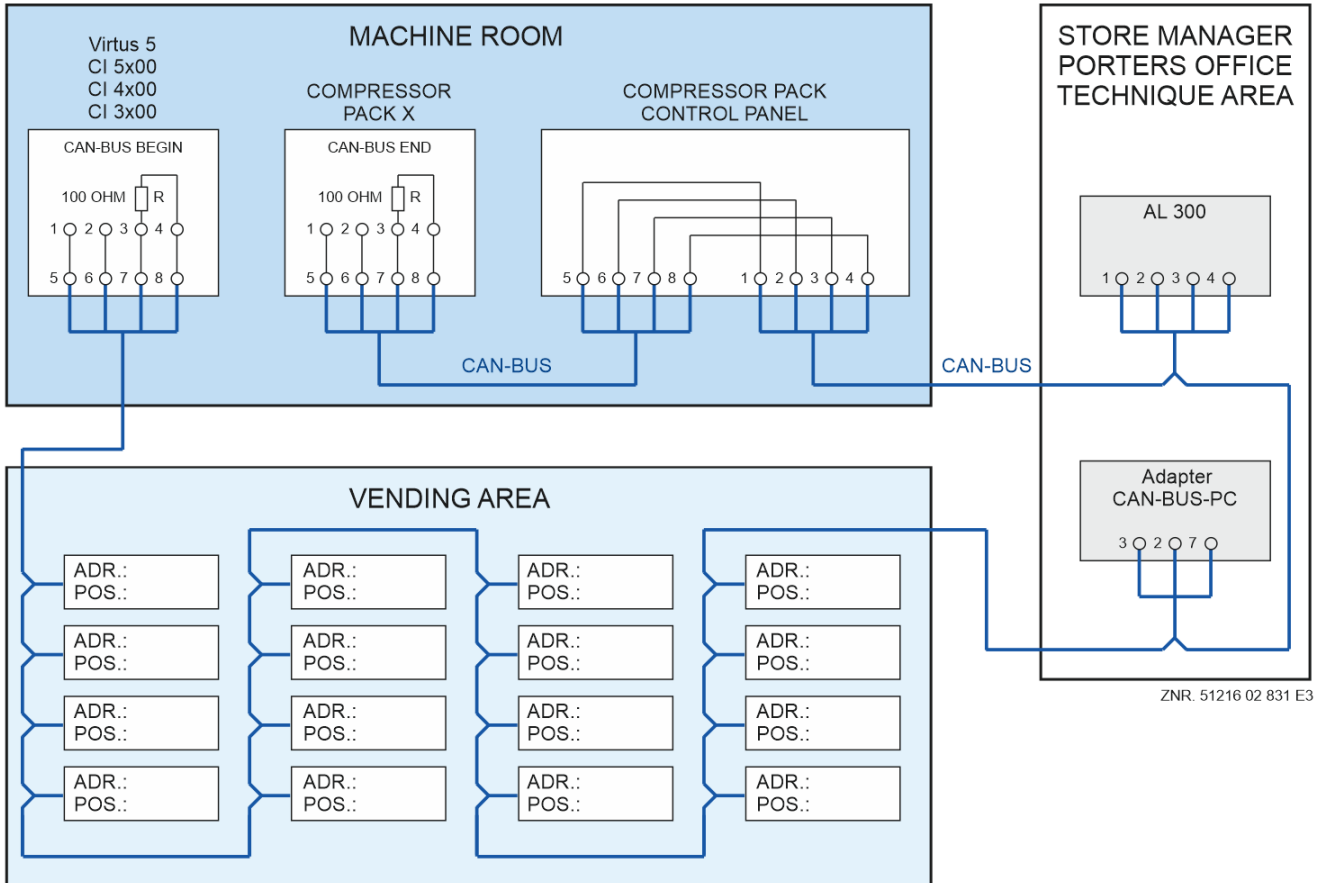 MACHINE ROOM
Virtus 5
CI 5x00
CI 4x00
CI 3x00
CAN-BUS BEGIN
100 OHM R
1 2 3 4
5 6 7 8
COMPRESSOR
PACK X
CAN-BUS END
100 OHM R
1 2 3 4
5 6 7 8
COMPRESSOR PACK
CONTROL PANEL
5 6 7 8 1 2 3 4
CAN-BUS
CAN-BUS
STORE MANAGER
PORTERS OFFICE
TECHNIQUE AREA
AL 300
1 2 3 4
Adapter
CAN-BUS-PC
3 2 7
ZNR. 51216 02 831 E3
VENDING AREA
ADR.:
POS.:
ADR.:
POS.:
ADR.:
POS.:
ADR.:
POS.:
ADR.:
POS.:
ADR.:
POS.:
ADR.:
POS.:
ADR.:
POS.:
ADR.:
POS.:
ADR.:
POS.:
ADR.:
POS.:
ADR.:
POS.:
ADR.:
POS.:
ADR.:
POS.:
ADR.:
POS.:
ADR.:
POS.: